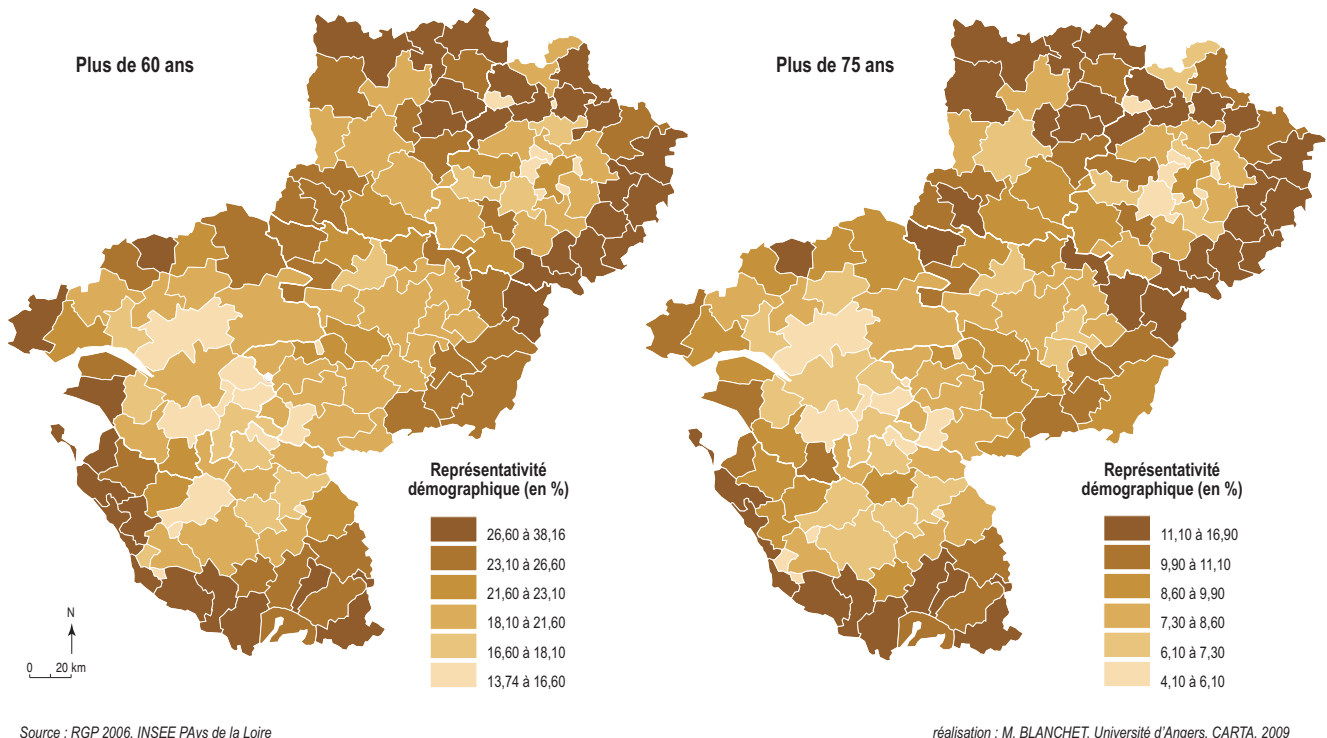 Plus de 60 ans
Plus de 75 ans
Représentativité
démographique (en %)
26,60 à 38,16
23,10 à 26,60
21,60 à 23,10
18,10 à 21,60
16,60 à 18,10
13,74 à 16,60
Représentativité
démographique (en %)
11,10 à 16,90
9,90 à 11,10
8,60 à 9,90
7,30 à 8,60
6,10 à 7,30
4,10 à 6,10
N
0 20 km
Source : RGP 2006, INSEE PAys de la Loire
réalisation : M. BLANCHET, Université d'Angers, CARTA, 2009